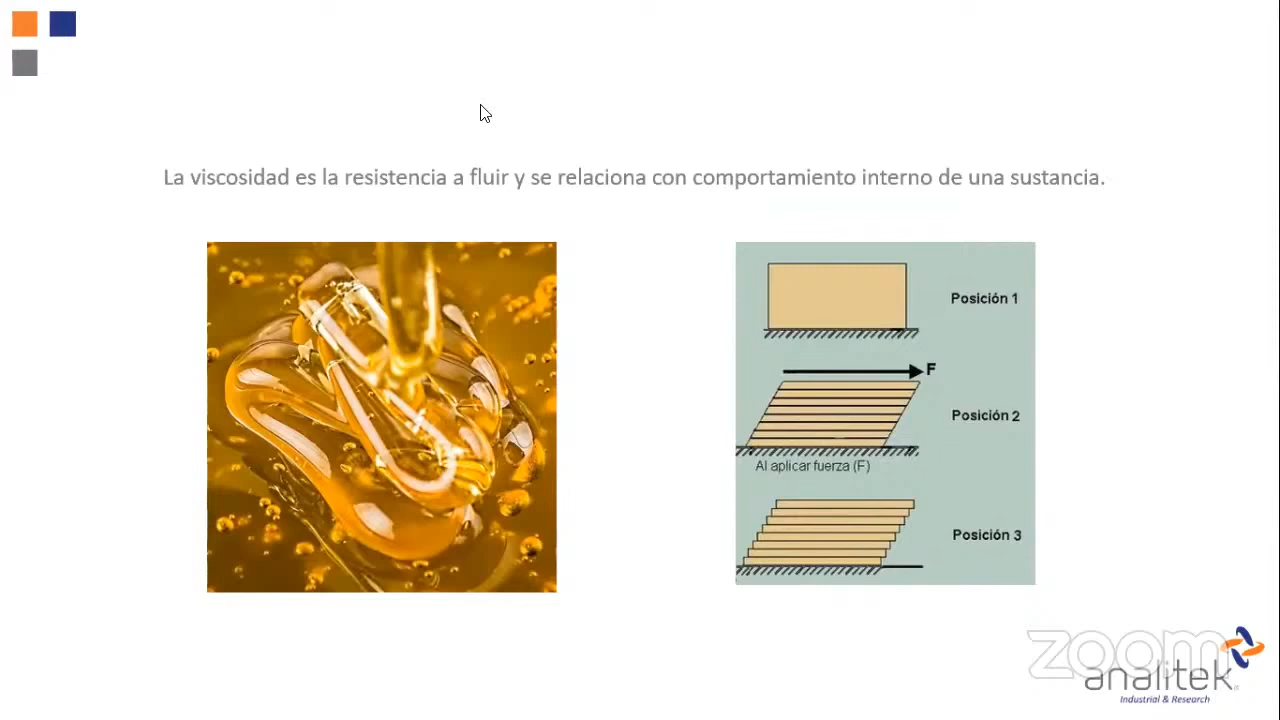 La viscosidad es la resistencia a fluir y se relaciona con comportamiento interno de una sustancia.
Posición 1
F
Posición 2
Al aplicar fuerza (F)
Posición 3
zoom
analitek
Industrial & Research